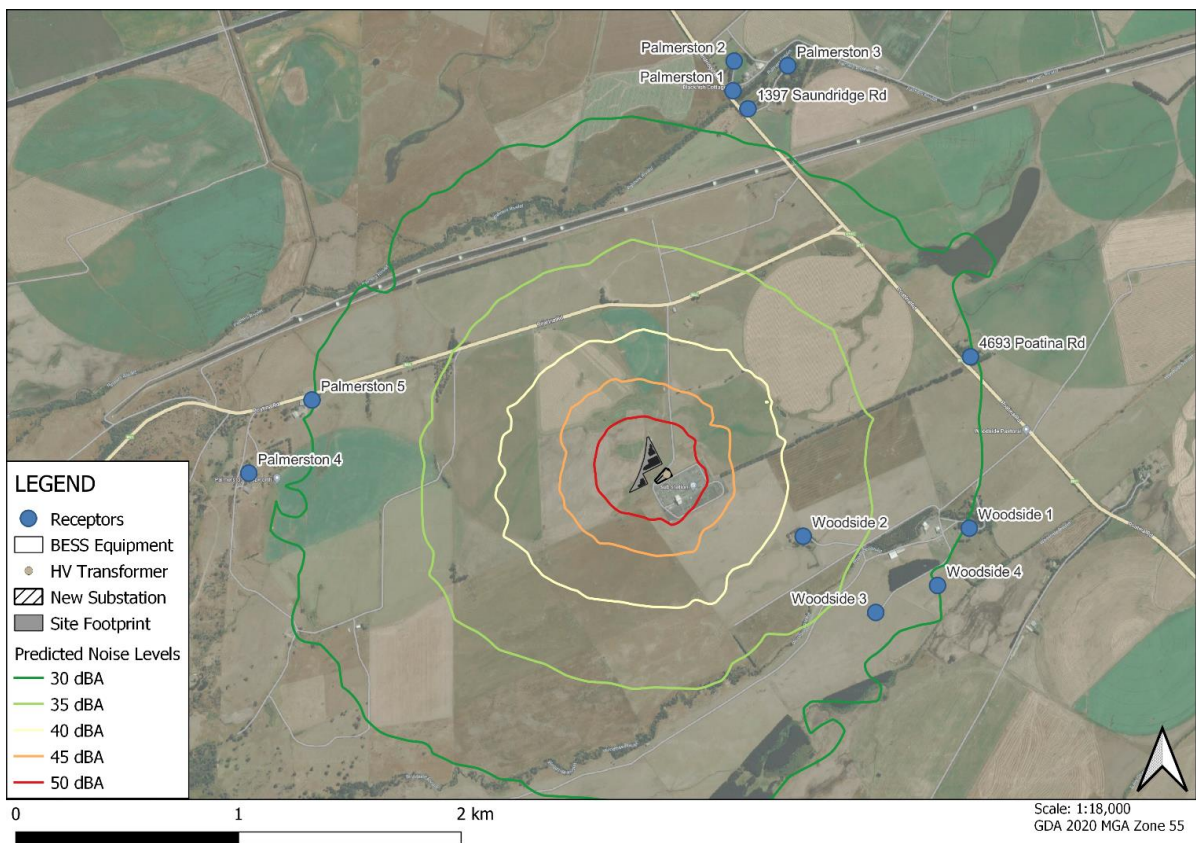 Palmerston 2
Palmerston 3
Palmerston 1
1397 Saundridge Rd
4693 Poatina Rd
Palmerston 5
Palmerston 4
Woodside 1
Woodside 2
Woodside 4
Woodside 3
LEGEND
Receptors
BESS Equipment
HV Transformer
New Substation
Site Footprint
Predicted Noise Levels
30 dBA
35 dBA
40 dBA
45 dBA
50 dBA
0 1 2 km
Scale: 1:18,000
GDA 2020 MGA Zone 55